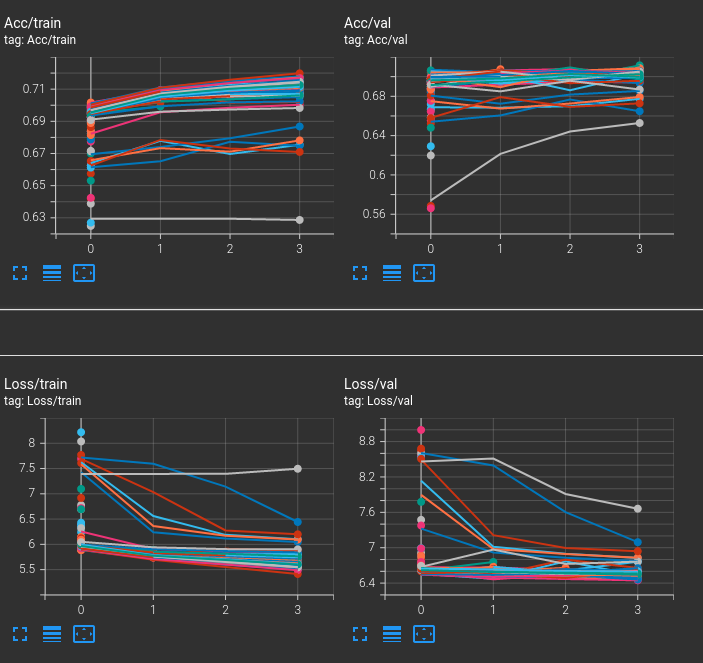 Acc/train
tag: Acc/train
0.71
0.69
0.67
0.65
0.63
0 1 2 3
Acc/val
tag: Acc/val
0.68
0.64
0.6
0.56
0 1 2 3
Loss/train
tag: Loss/train
8
7.5
7
6.5
6
5.5
0 1 2 3
Loss/val
tag: Loss/val
8.8
8.2
7.6
7
6.4
0 1 2 3